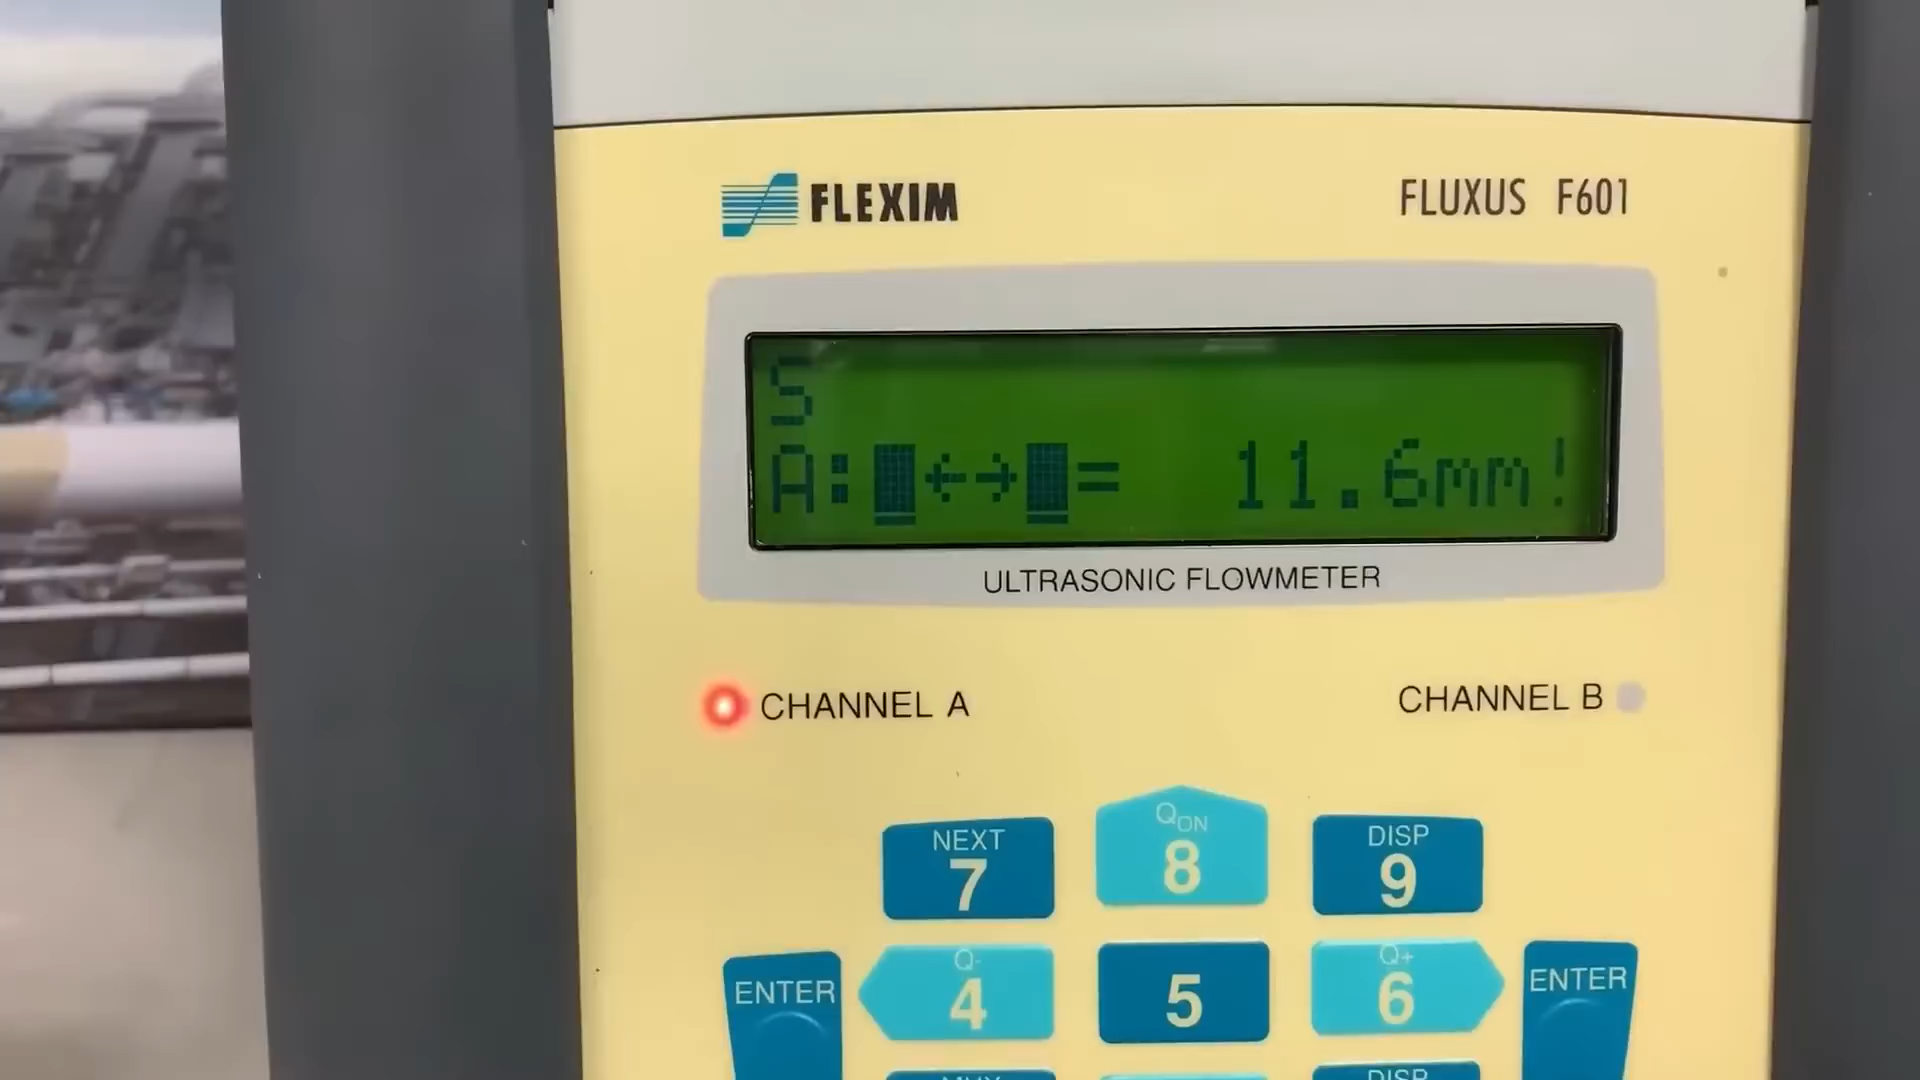 FLEXIM
FLUXUS F601
S
A:█↔█= 11.6mm!
ULTRASONIC FLOWMETER
CHANNEL A
CHANNEL B
NEXT
7
QON
8
DISP
9
ENTER
Q-
4
5
Q+
6
ENTER
DISP